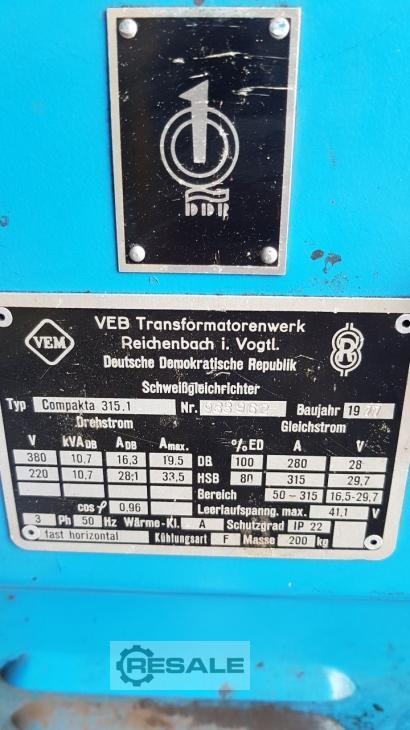 1
DDR
VEM
VEB Transformatorenwerk
Reichenbach i. Vogtl.
Deutsche Demokratische Republik
R
Schweißgleichrichter
Typ Compakta 315.1 Nr. Baujahr 1977
Drehstrom Gleichstrom
V kVA DB A DB A max. %ED A V
380 10,7 16,3 19,5 DB 100 280 28
220 10,7 28:1 33,5 HSB 80 315 29,7
Bereich 50-315 16,5-29,7
cos φ 0.96 Leerlaufspanng. max. 41,1 V
3 Ph 50 Hz Wärme-Kl. A Schutzgrad IP 22
fast horizontal Kühlungsart F Masse 200 kg
RESALE